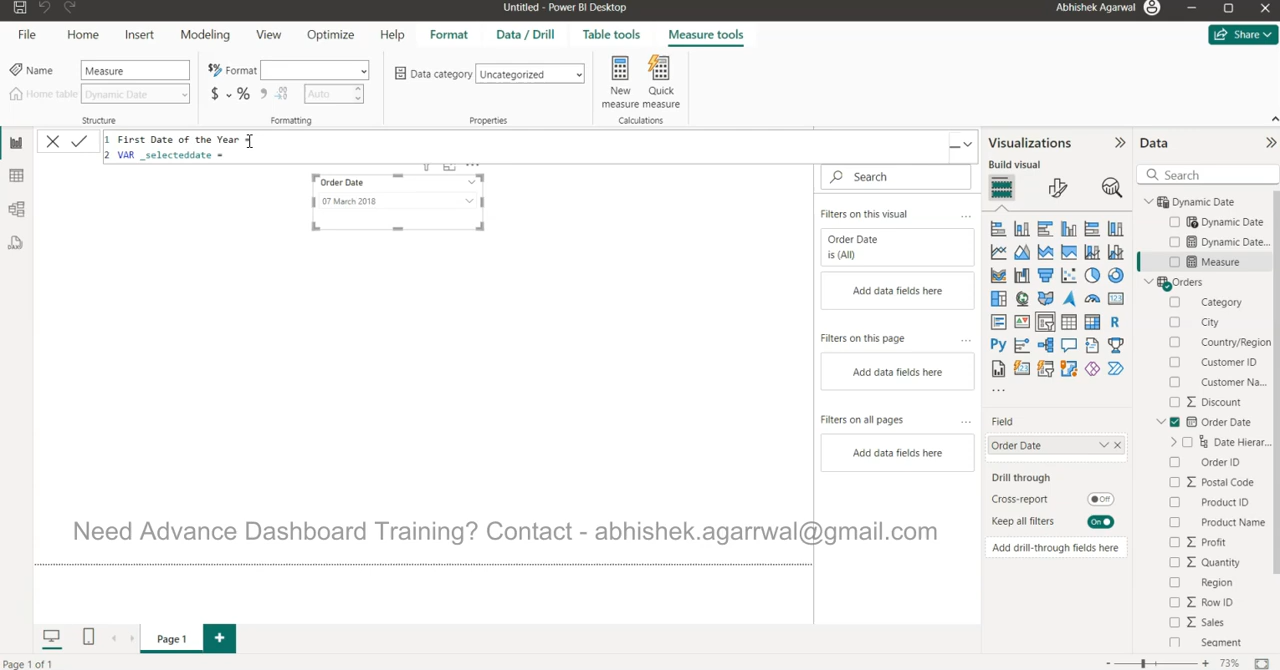 Untitled - Power BI Desktop
Abhishek Agarwal
File Home Insert Modeling View Optimize Help Format Data / Drill Table tools Measure tools
Share
Name Measure
Home table Dynamic Date
Structure
Format
$ % Auto
Formatting
Data category Uncategorized
Properties
New measure
Quick measure
Calculations
1 First Date of the Year =
2 VAR _selecteddate =
Order Date
07 March 2018
Search
Filters on this visual
Order Date
is (All)
Add data fields here
Filters on this page
Add data fields here
Filters on all pages
Add data fields here
Visualizations
Build visual
Field
Order Date
Drill through
Cross-report Off
Keep all filters On
Add drill-through fields here
Data
Search
Dynamic Date
Dynamic Date
Dynamic Date...
Measure
Orders
Category
City
Country/Region
Customer ID
Customer Na...
Discount
Order Date
Date Hierar...
Order ID
Postal Code
Product ID
Product Name
Profit
Quantity
Region
Row ID
Sales
Segment
Need Advance Dashboard Training? Contact - abhishek.agarrwal@gmail.com
Page 1
Page 1 of 1
73%